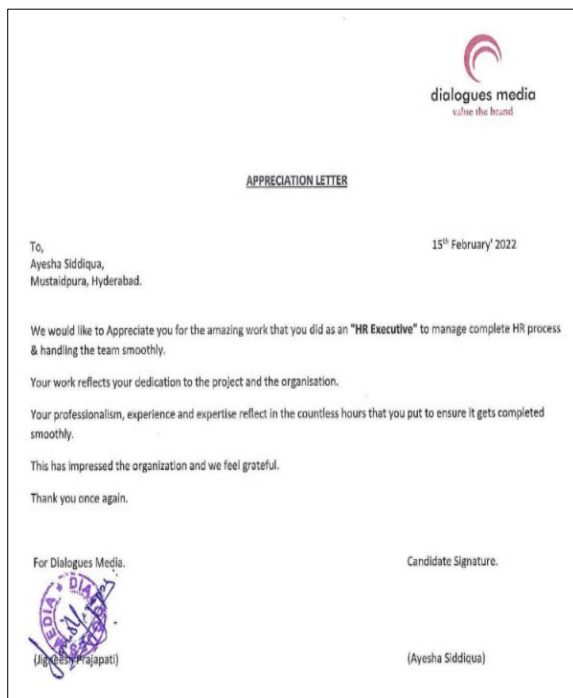 dialogues media
value the brand
APPRECIATION LETTER
To,
15th February' 2022
Ayesha Siddiqua,
Mustaidpura, Hyderabad.
We would like to Appreciate you for the amazing work that you did as an "HR Executive" to manage complete HR process
& handling the team smoothly.
Your work reflects your dedication to the project and the organisation.
Your professionalism, experience and expertise reflect in the countless hours that you put to ensure it gets completed
smoothly.
This has impressed the organization and we feel grateful.
Thank you once again.
For Dialogues Media.
Candidate Signature.
MEDIA * DIALOGUES
(Jignesh Prajapati)
(Ayesha Siddiqua)